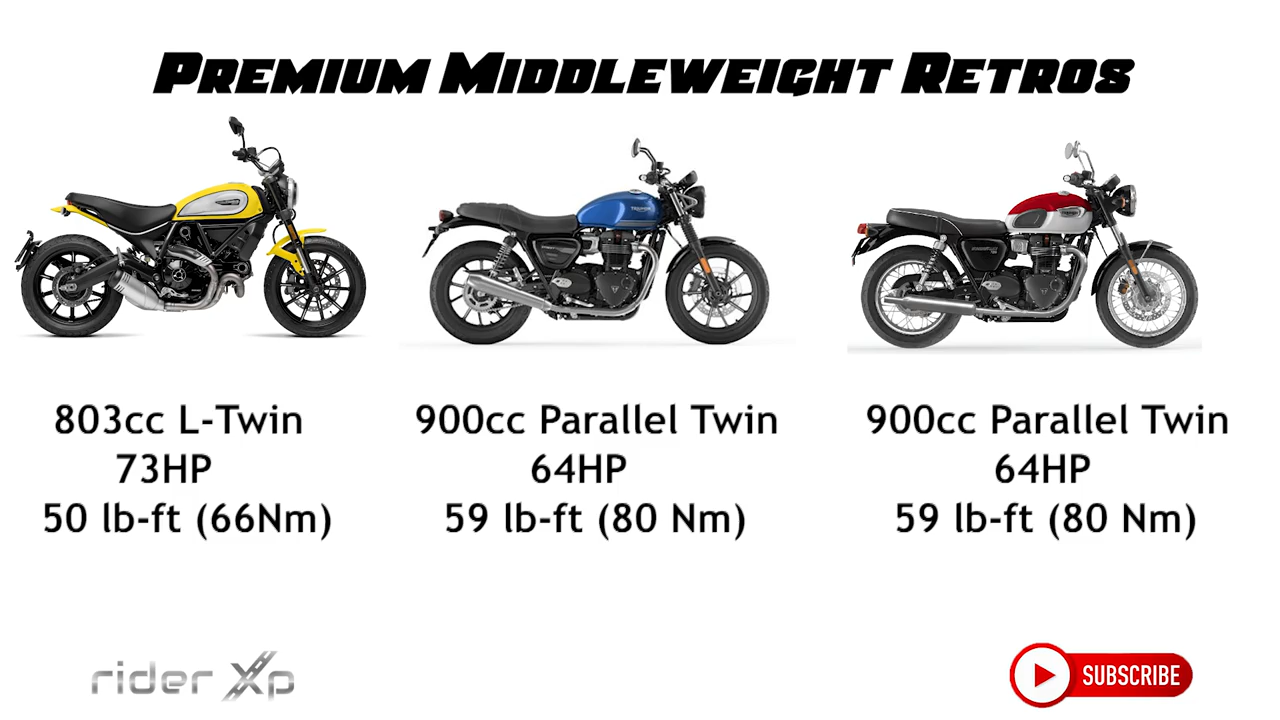 PREMIUM MIDDLEWEIGHT RETROS
TRIUMPH
803cc L-Twin
73HP
50 lb-ft (66Nm)
900cc Parallel Twin
64HP
59 lb-ft (80 Nm)
900cc Parallel Twin
64HP
59 lb-ft (80 Nm)
rider Xp
SUBSCRIBE